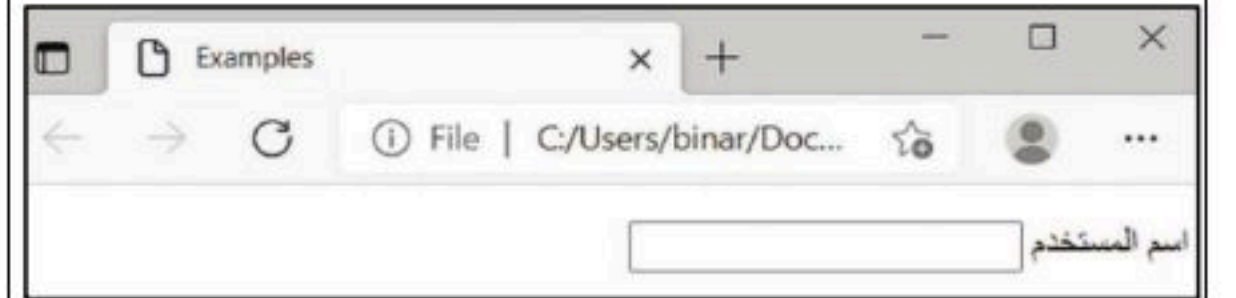 Examples
File | C:/Users/binar/Doc...
اسم المستخدم